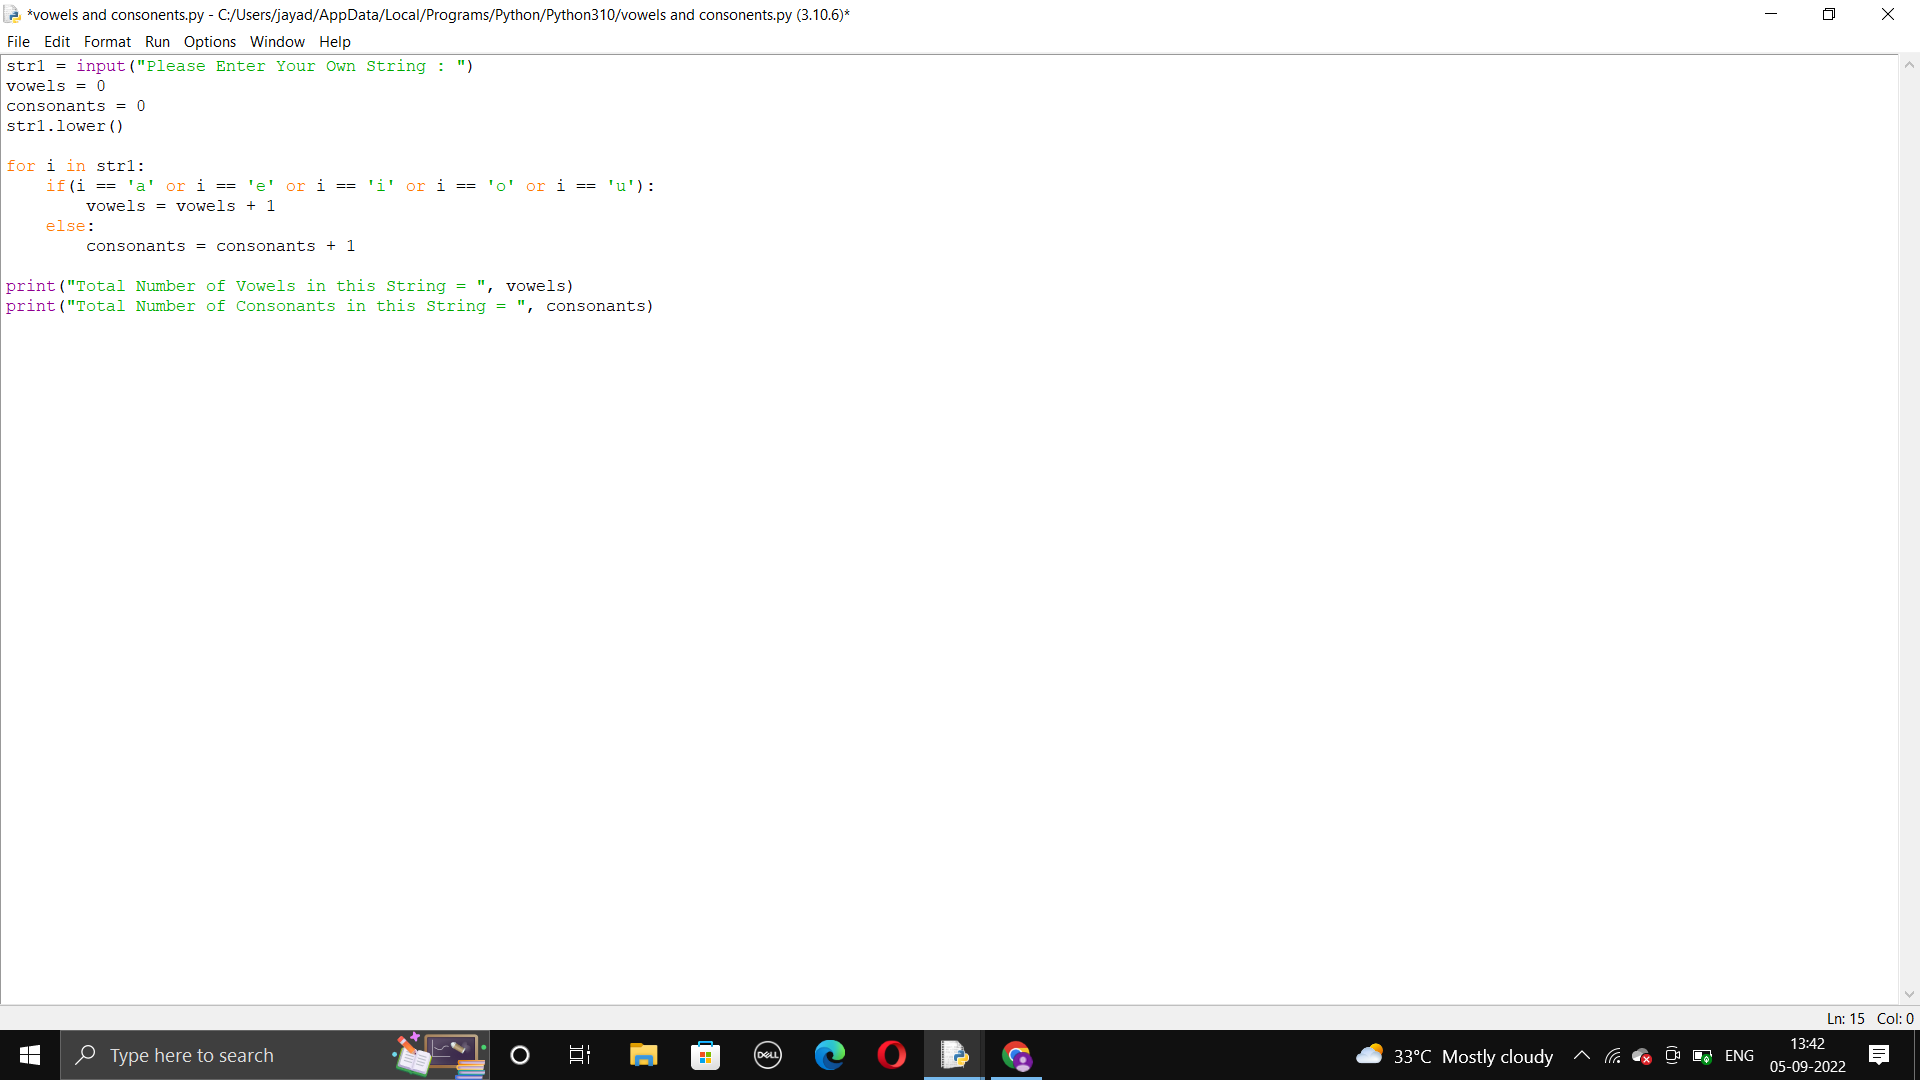 *vowels and consonents.py - C:/Users/jayad/AppData/Local/Programs/Python/Python310/vowels and consonents.py (3.10.6)*
File Edit Format Run Options Window Help
str1 = input("Please Enter Your Own String : ")
vowels = 0
consonants = 0
str1.lower()
for i in str1:
    if(i == 'a' or i == 'e' or i == 'i' or i == 'o' or i == 'u'):
        vowels = vowels + 1
    else:
        consonants = consonants + 1
print("Total Number of Vowels in this String = ", vowels)
print("Total Number of Consonants in this String = ", consonants)
Ln: 15 Col: 0
Type here to search
DELL
33°C Mostly cloudy
ENG
13:42
05-09-2022